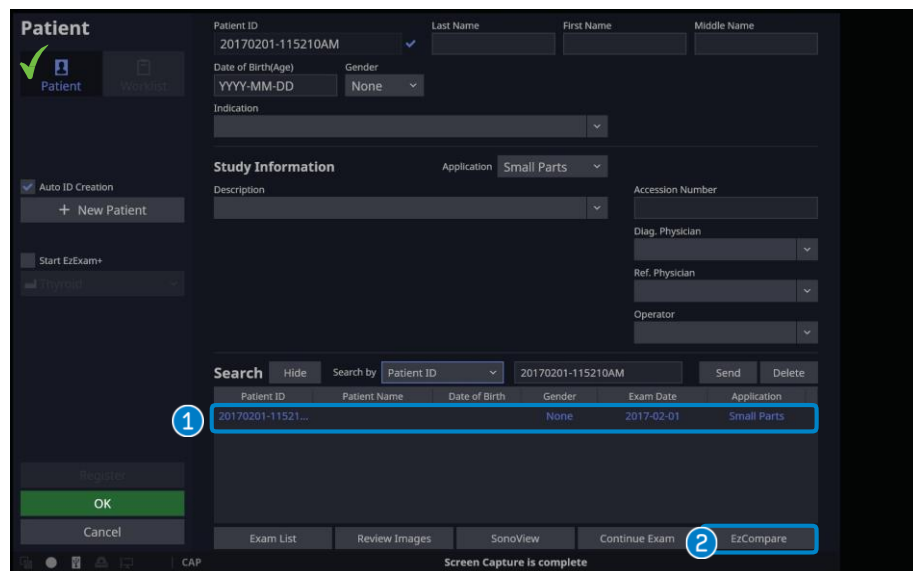 Patient
Patient Worklist
Auto ID Creation
+ New Patient
Start EzExam+
Thyroid
Register
OK
Cancel
Patient ID Last Name First Name Middle Name
20170201-115210AM
Date of Birth(Age) Gender
YYYY-MM-DD None
Indication
Study Information Application Small Parts
Description Accession Number
Diag. Physician
Ref. Physician
Operator
Search Hide Search by Patient ID 20170201-115210AM Send Delete
Patient ID Patient Name Date of Birth Gender Exam Date Application
1 20170201-11521... None 2017-02-01 Small Parts
Exam List Review Images SonoView Continue Exam 2 EzCompare
CAP Screen Capture is complete